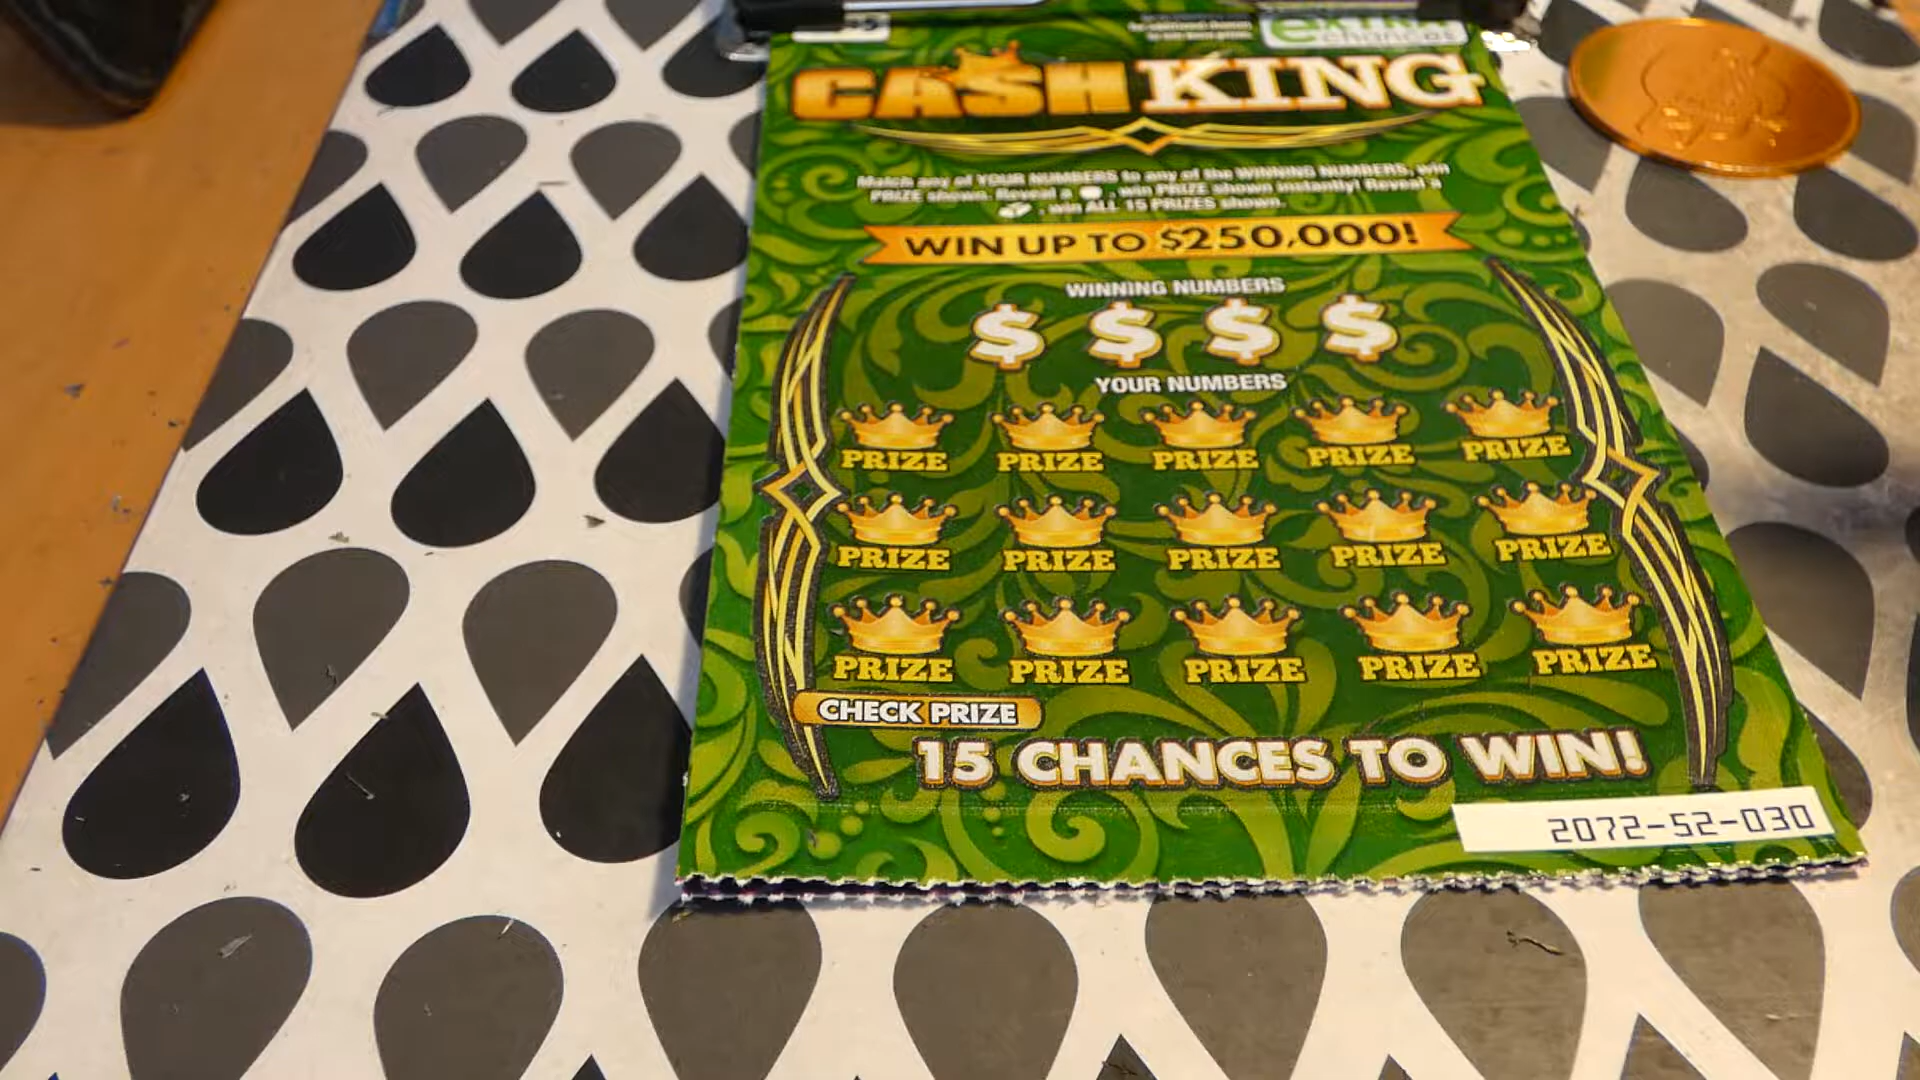 extra
chances
CA$H KING
Match any of YOUR NUMBERS to any of the WINNING NUMBERS, win
PRIZE shown. Reveal a , win PRIZE shown instantly! Reveal a
, win ALL 15 PRIZES shown.
WIN UP TO $250,000!
WINNING NUMBERS
$ $ $ $
YOUR NUMBERS
PRIZE PRIZE PRIZE PRIZE PRIZE
PRIZE PRIZE PRIZE PRIZE PRIZE
PRIZE PRIZE PRIZE PRIZE PRIZE
CHECK PRIZE
15 CHANCES TO WIN!
2072-52-030